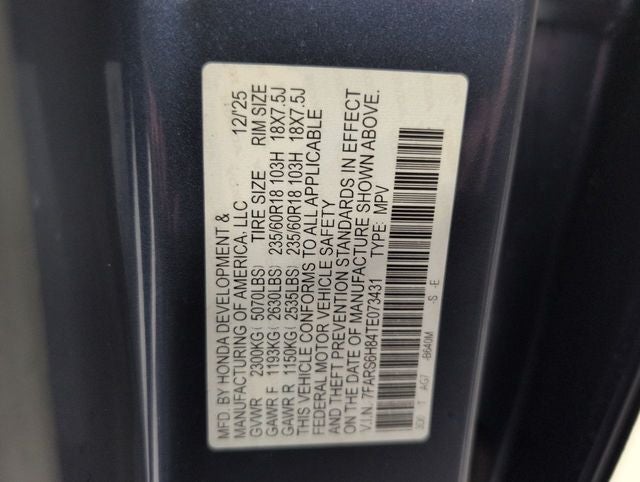 MFD. BY HONDA DEVELOPMENT &
MANUFACTURING OF AMERICA, LLC 12/25
GVWR 2300KG( 5070LBS) TIRE SIZE RIM SIZE
GAWR F 1193KG( 2630LBS) 235/60R18 103H 18X7.5J
GAWR R 1150KG( 2535LBS) 235/60R18 103H 18X7.5J
THIS VEHICLE CONFORMS TO ALL APPLICABLE
FEDERAL MOTOR VEHICLE SAFETY
AND THEFT PREVENTION STANDARDS IN EFFECT
ON THE DATE OF MANUFACTURE SHOWN ABOVE.
V.I.N. 7FARS6H84TE073431 TYPE: MPV
AG7 -B640M -S -E